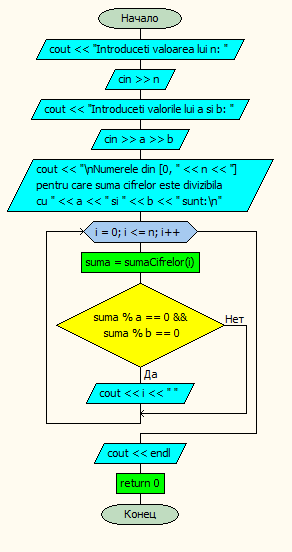 Начало
cout << "Introduceti valoarea lui n: "
cin >> n
cout << "Introduceti valorile lui a si b: "
cin >> a >> b
cout << "\nNumerele din [0, " << n << "]
pentru care suma cifrelor este divizibila
cu " << a << " si " << b << " sunt:\n"
i = 0; i <= n; i++
suma = sumaCifrelor(i)
suma % a == 0 &&
suma % b == 0
Нет
Да
cout << i << " "
cout << endl
return 0
Конец